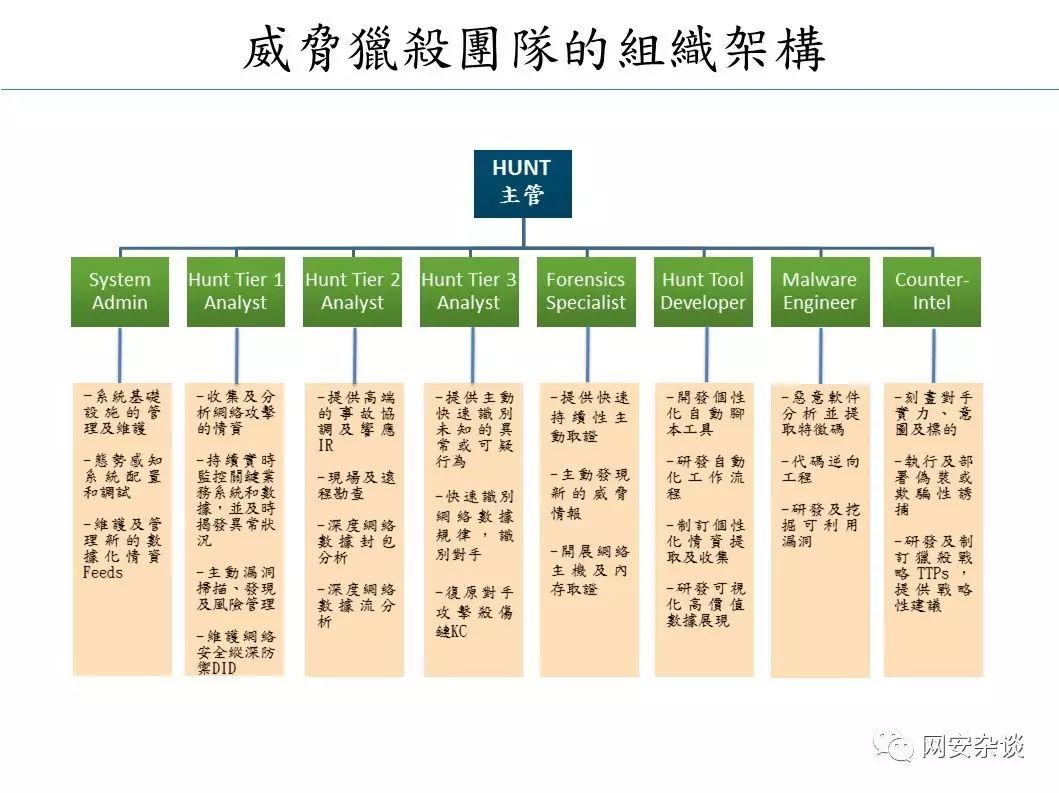 威脅獵殺團隊的組織架構
HUNT
主管
System
Admin
Hunt Tier 1
Analyst
Hunt Tier 2
Analyst
Hunt Tier 3
Analyst
Forensics
Specialist
Hunt Tool
Developer
Malware
Engineer
Counter-
Intel
-系統基礎
設施的管
理及維護
-態勢感知
系統配置
和調試
-維護及管
理新的數
據化情資
Feeds
-收集及分
析網絡攻擊
的情資
-持續實時
監控關鍵業
務系統和數
據，並及時
揭發異常狀
況
-主動漏洞
掃描、發現
及風險管理
-維護網絡
安全縱深防
禦DID
-提供高端
的事故協
調及響應
IR
-現場及遠
程勘查
-深度網絡
數據封包
分析
-深度網絡
數據流分
析
-提供主動
快速識別
未知的異
常或可疑
行為
-快速識別
網絡數據
規律，識
別對手
-復原對手
攻擊殺傷
鏈KC
-提供快速
持續性主
動取證
-主動發現
新的威脅
情報
-開展網絡
主機及內
存取證
-開發個性
化自動腳
本工具
-研發自動
化工作流
程
-制訂個性
化情資提
取及收集
-研發可視
化高價值
數據展現
-惡意軟件
分析並提
取特徵碼
-代碼逆向
工程
-研發及挖
掘可利用
漏洞
-刻畫對手
實力、意
圖及標的
-執行及部
署偽裝或
欺騙性誘
捕
-研發及制
訂獵殺戰
略TTPs，
提供戰略
性建議
网安杂谈